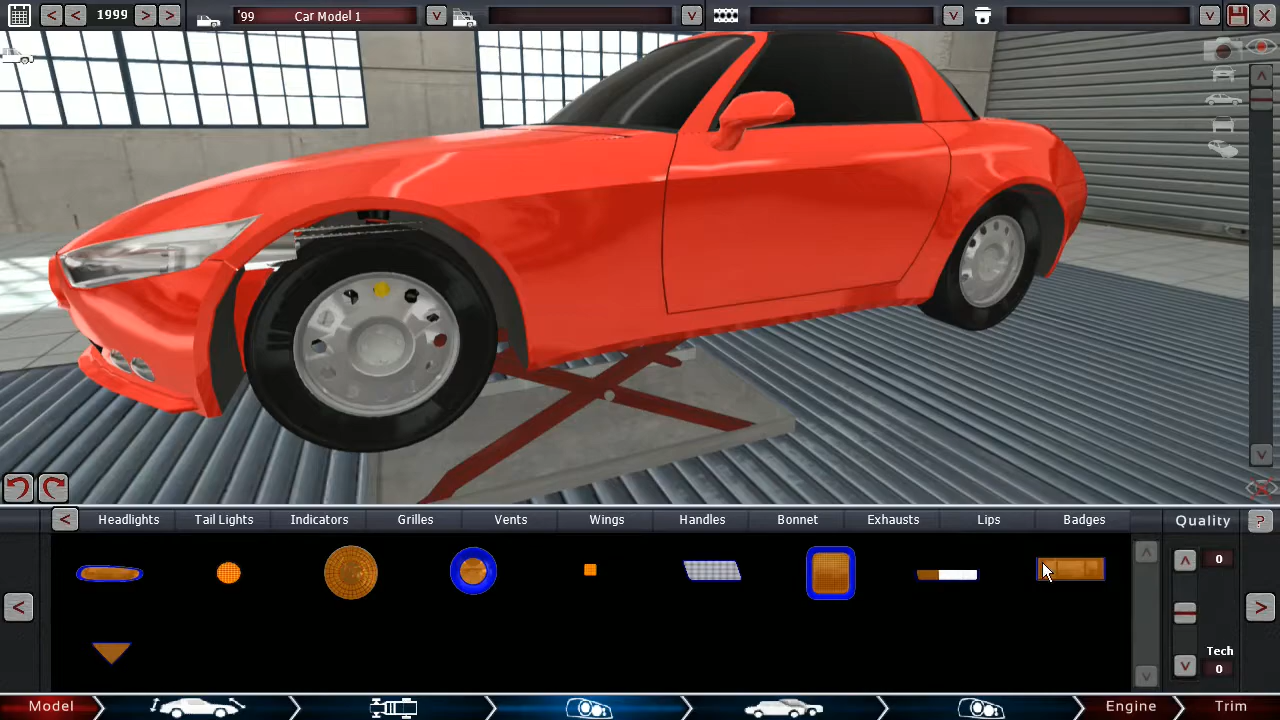 1999
'99 Car Model 1
Headlights Tail Lights Indicators Grilles Vents Wings Handles Bonnet Exhausts Lips Badges Quality ?
0
Tech
0
Model Engine Trim